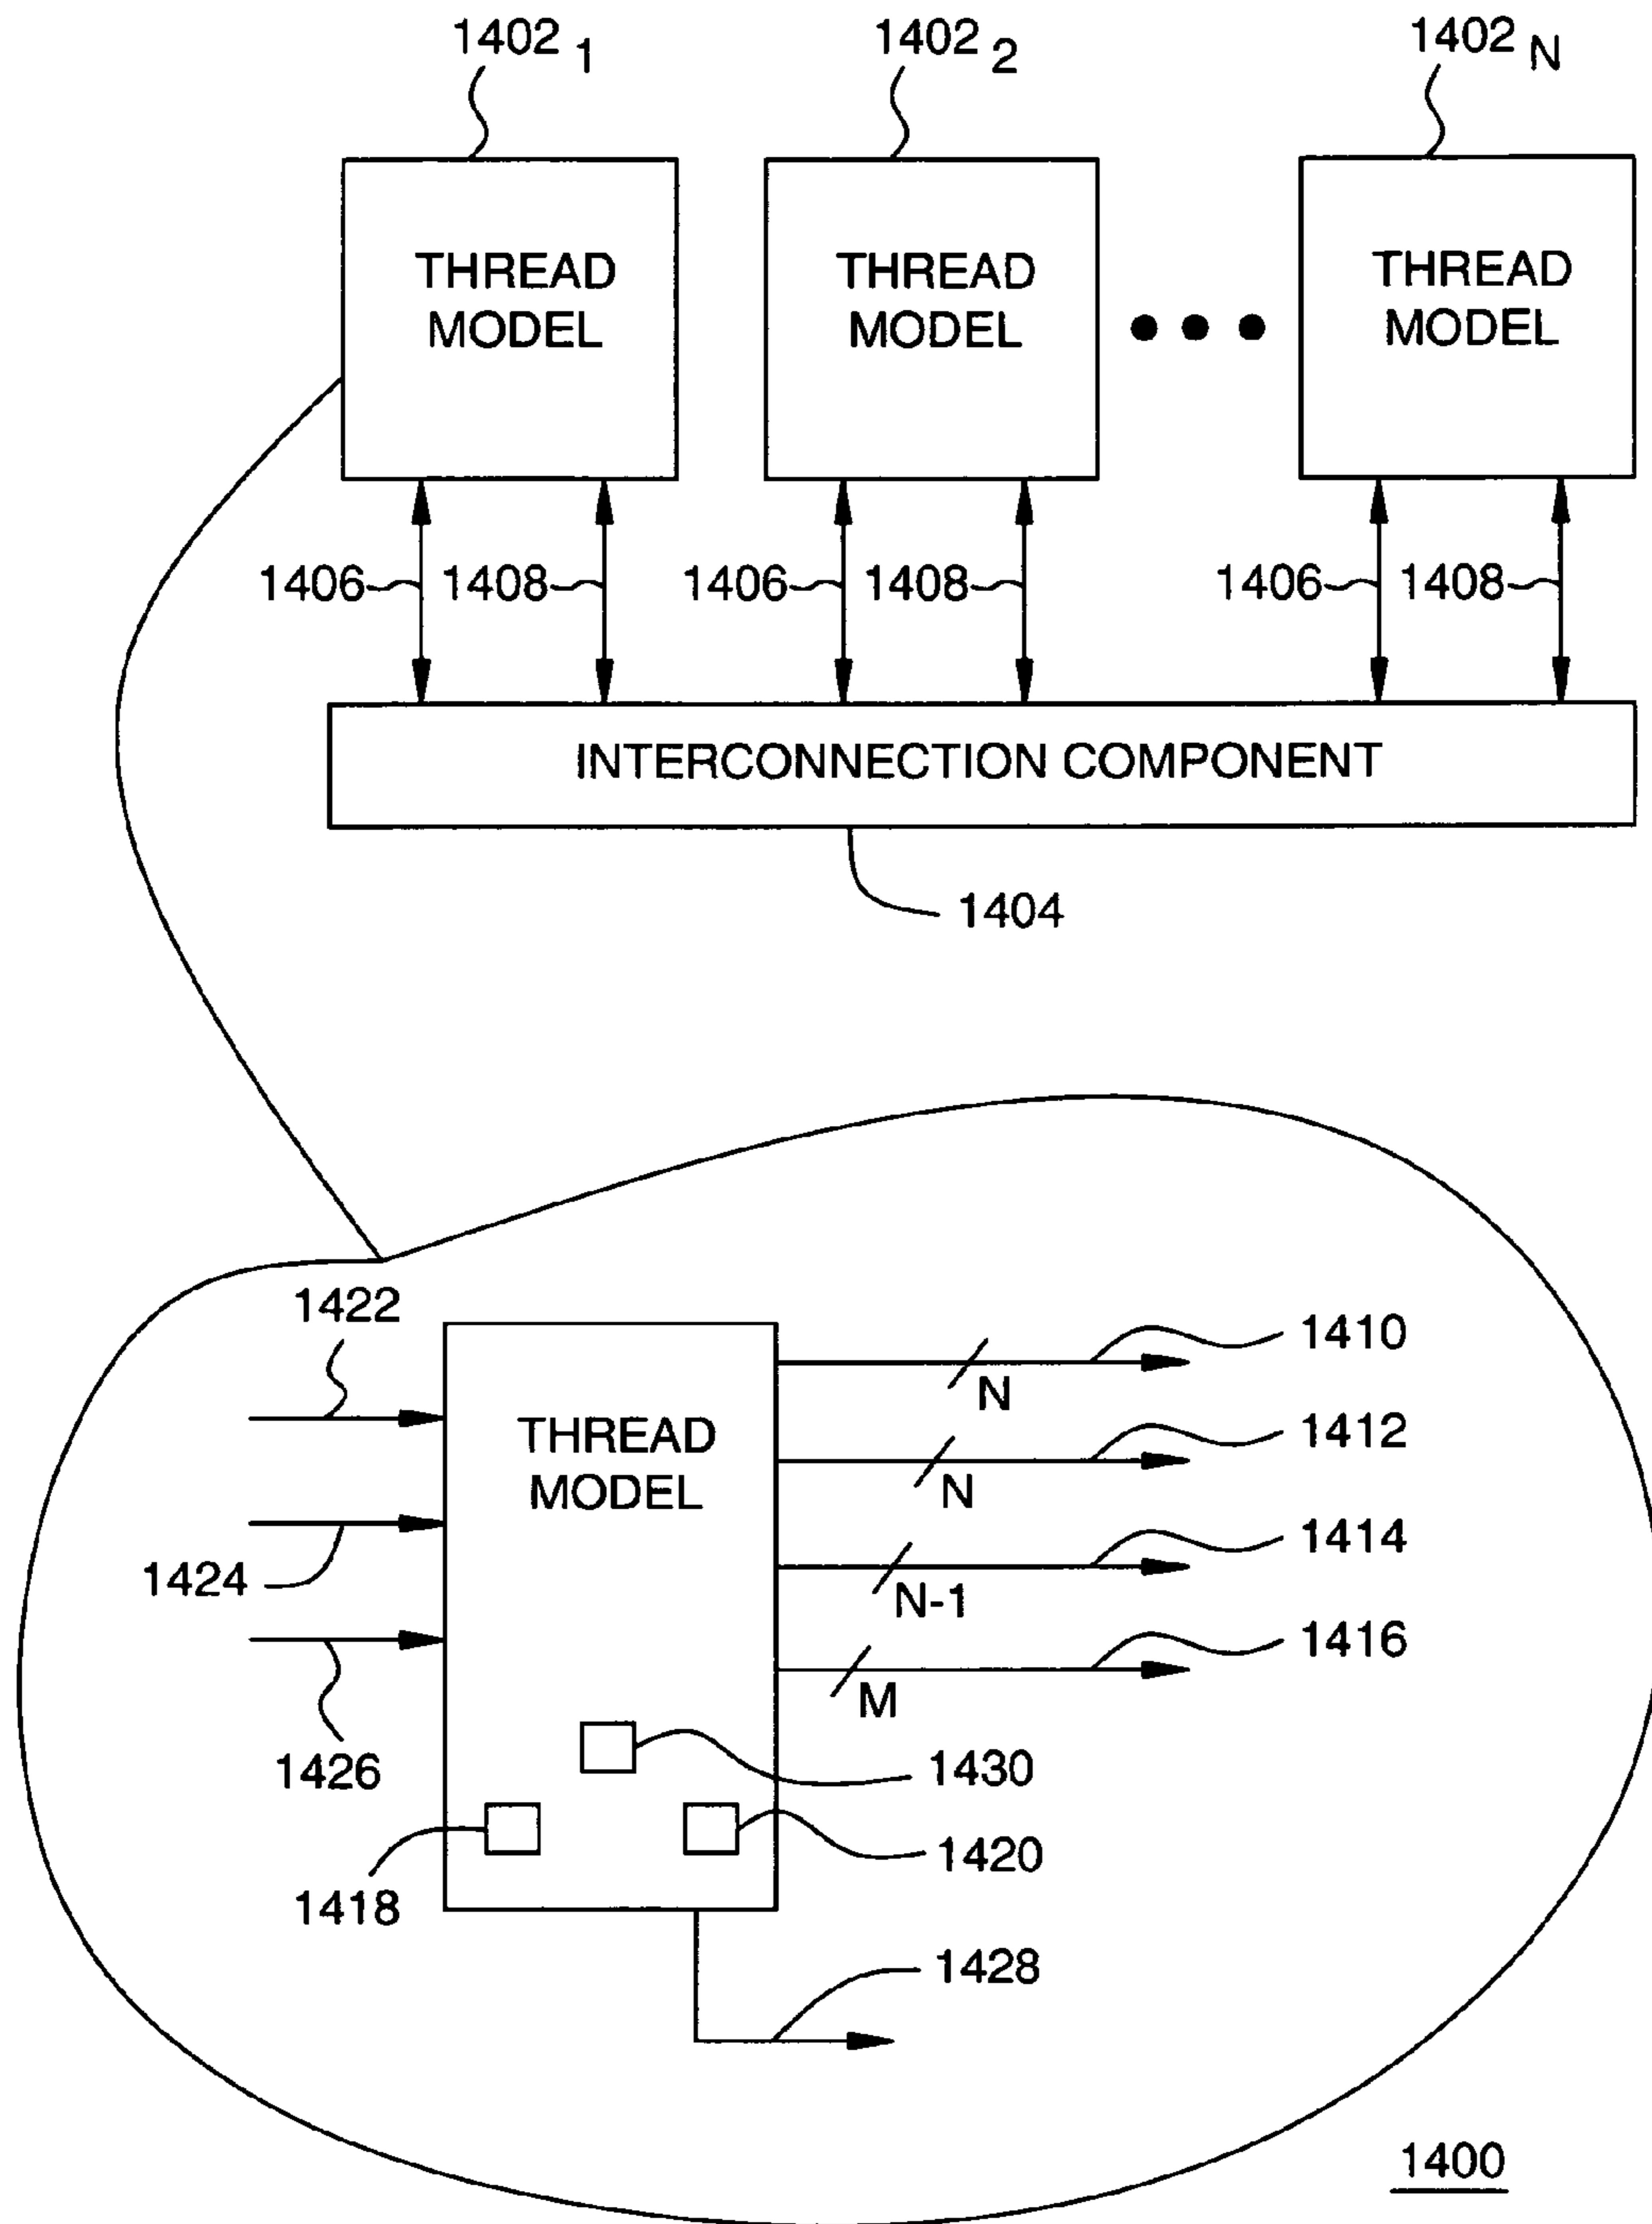 1402 1
1402 2
1402 N
THREAD
MODEL
THREAD
MODEL
THREAD
MODEL
1406
1408
1406
1408
1406
1408
INTERCONNECTION COMPONENT
1404
1422
1410
N
THREAD
MODEL
1412
N
1424
1414
N-1
1416
M
1426
1430
1420
1418
1428
1400